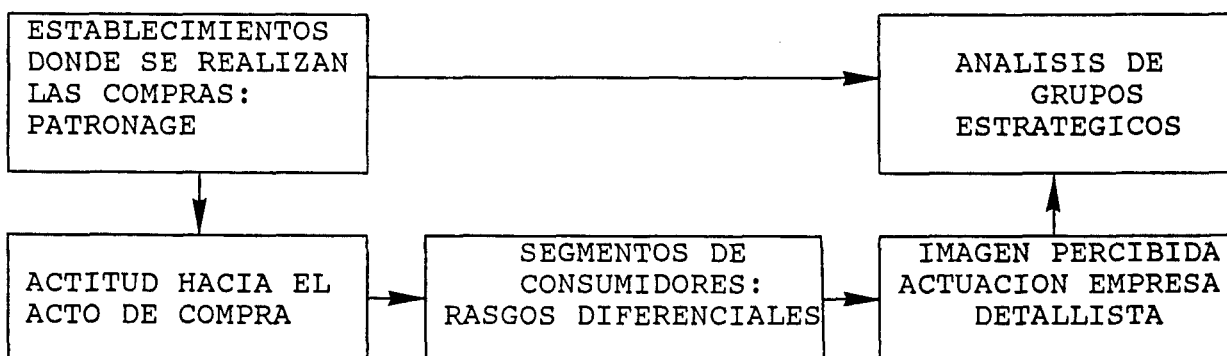 ESTABLECIMIENTOS
DONDE SE REALIZAN
LAS COMPRAS:
PATRONAGE
ANALISIS DE
GRUPOS
ESTRATEGICOS
ACTITUD HACIA EL
ACTO DE COMPRA
SEGMENTOS DE
CONSUMIDORES:
RASGOS DIFERENCIALES
IMAGEN PERCIBIDA
ACTUACION EMPRESA
DETALLISTA